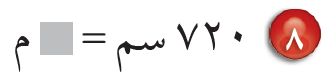 ٨ ٧٢٠ سم = م